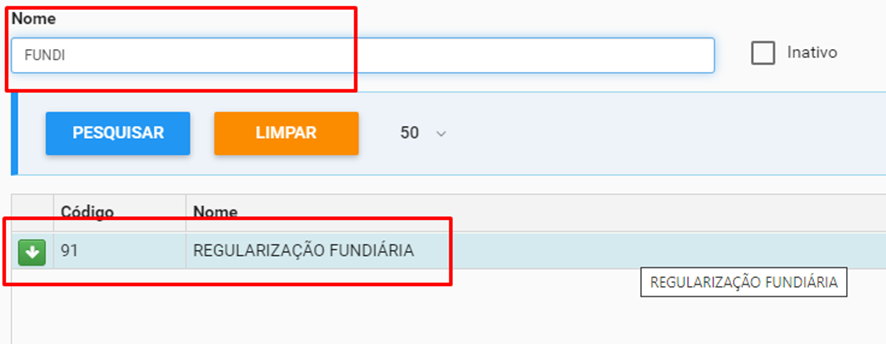 Nome
FUNDI
Inativo
PESQUISAR LIMPAR 50
Código Nome
91 REGULARIZAÇÃO FUNDIÁRIA
REGULARIZAÇÃO FUNDIÁRIA